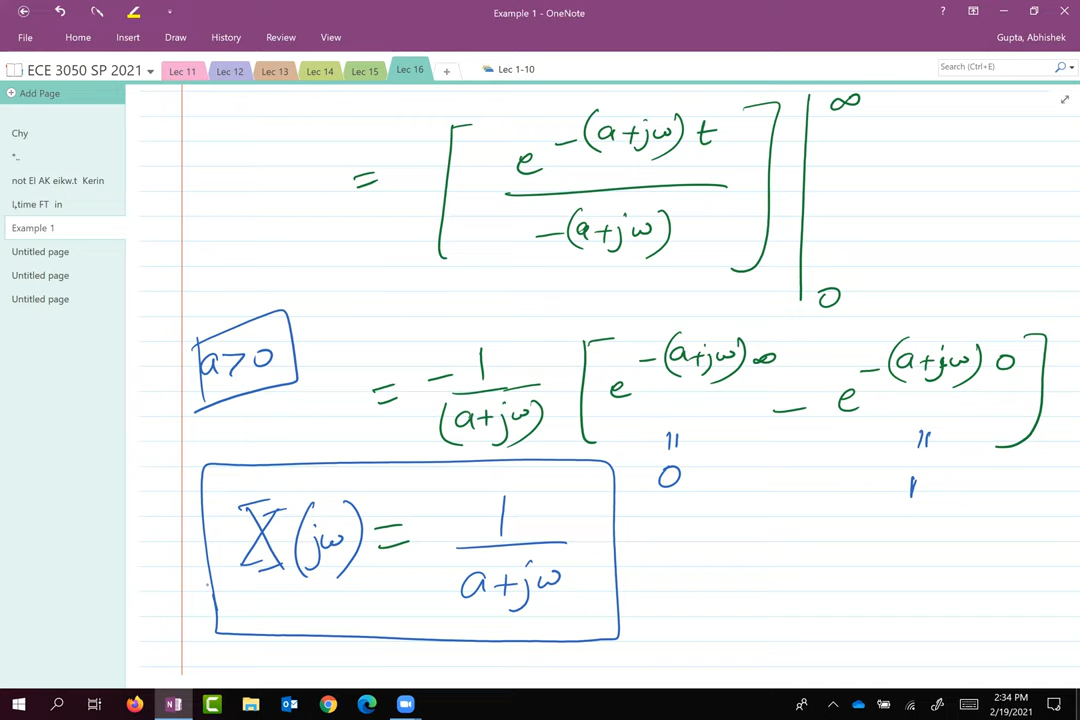 Example 1 - OneNote
?
File Home Insert Draw History Review View Gupta, Abhishek
ECE 3050 SP 2021 Lec 11 Lec 12 Lec 13 Lec 14 Lec 15 Lec 16 + Lec 1-10 Search (Ctrl+E)
Add Page
Chy
"-.
not El AK eikw.t Kerin
I,time FT in
Example 1
Untitled page
Untitled page
Untitled page
= [ e^{-(a+jω)t} / -(a+jω) ] |_0^∞
a>0
= -1/(a+jω) [ e^{-(a+jω)∞} - e^{-(a+jω)0} ]
= =
0 1
X(jω) = 1/(a+jω)
2:34 PM
2/19/2021